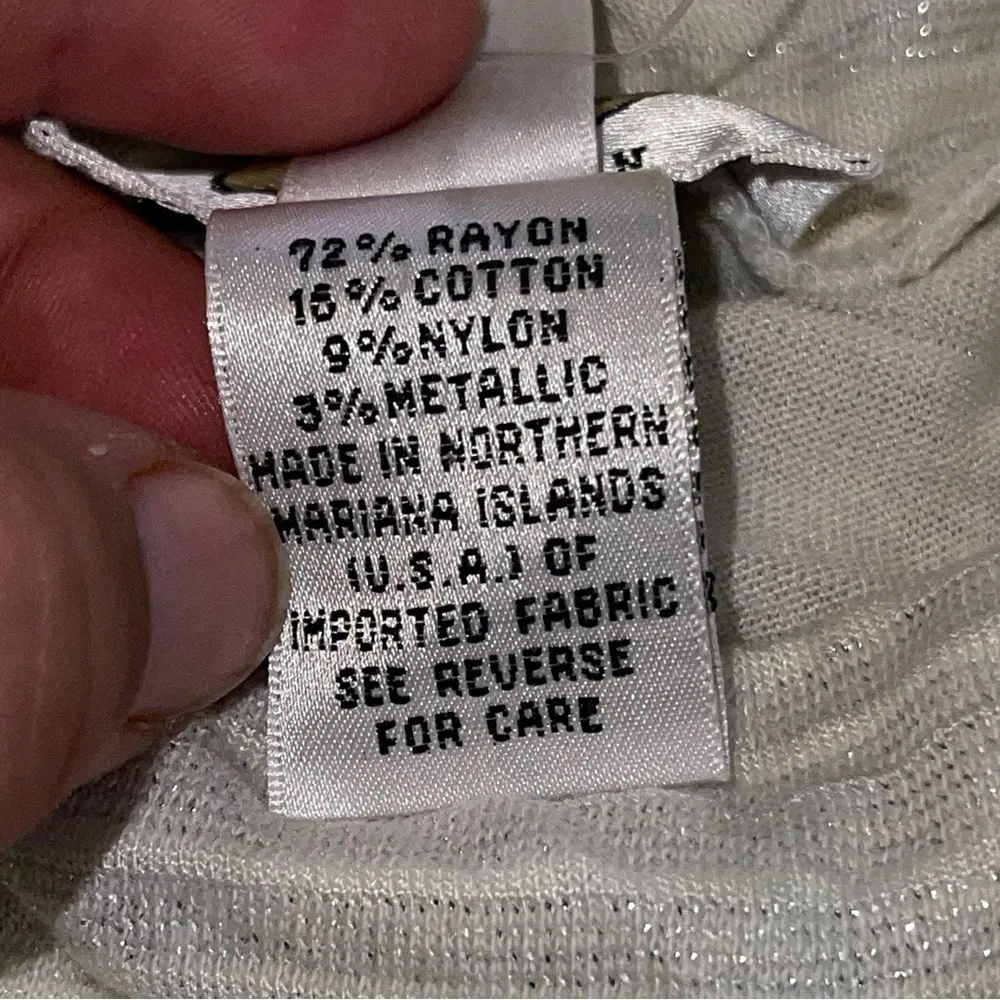 N
72% RAYON
16% COTTON
9% NYLON
3% METALLIC
MADE IN NORTHERN
MARIANA ISLANDS
(U.S.A.) OF
IMPORTED FABRIC
SEE REVERSE
FOR CARE